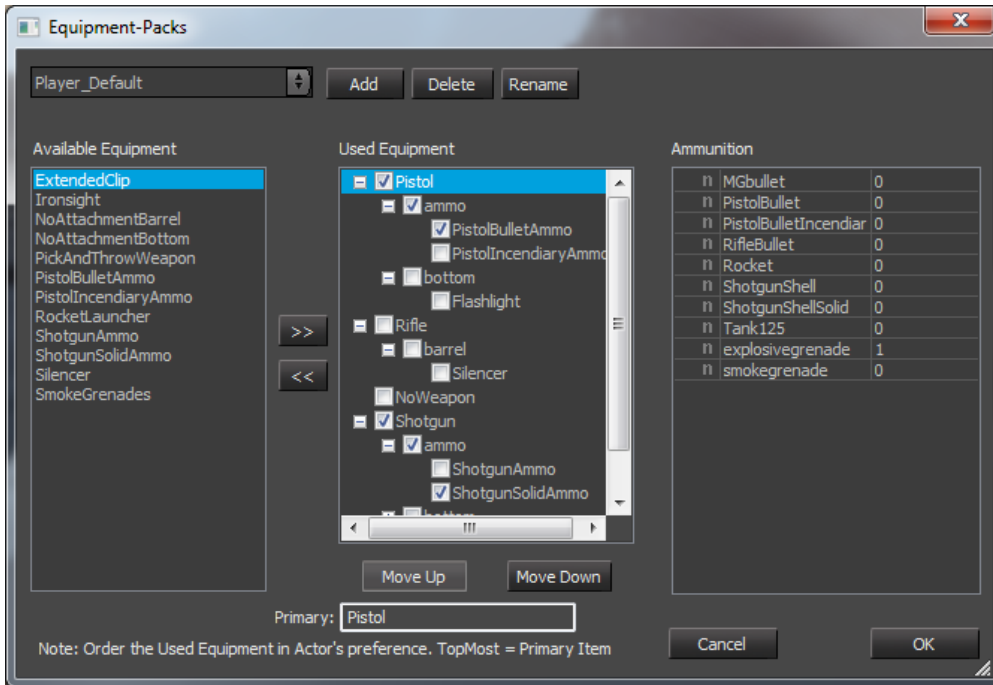 Equipment-Packs
Player_Default
Add
Delete
Rename
Available Equipment
ExtendedClip
Ironsight
NoAttachmentBarrel
NoAttachmentBottom
PickAndThrowWeapon
PistolBulletAmmo
PistolIncendiaryAmmo
RocketLauncher
ShotgunAmmo
ShotgunSolidAmmo
Silencer
SmokeGrenades
>>
<<
Used Equipment
Pistol
ammo
PistolBulletAmmo
PistolIncendiaryAmmo
bottom
Flashlight
Rifle
barrel
Silencer
NoWeapon
Shotgun
ammo
ShotgunAmmo
ShotgunSolidAmmo
bottom
Move Up
Move Down
Primary: Pistol
Note: Order the Used Equipment in Actor's preference. TopMost = Primary Item
Ammunition
n MGbullet 0
n PistolBullet 0
n PistolBulletIncendiar 0
n RifleBullet 0
n Rocket 0
n ShotgunShell 0
n ShotgunShellSolid 0
n Tank125 0
n explosivegrenade 1
n smokegrenade 0
Cancel
OK